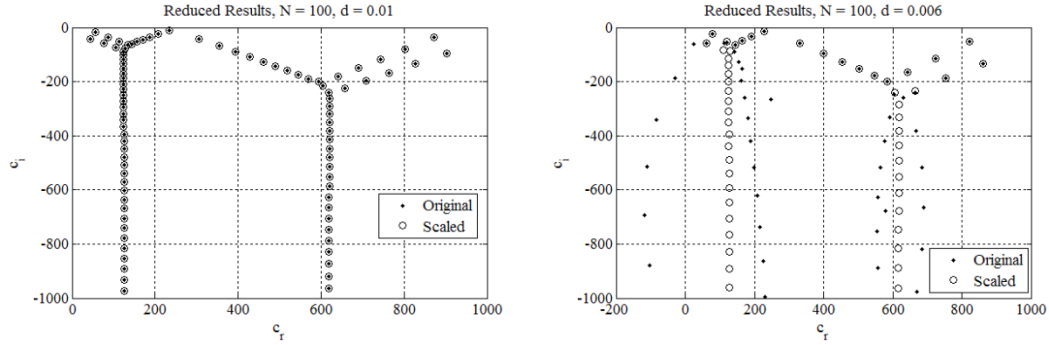 Reduced Results, N = 100, d = 0.01
0
-200
-400
-600
-800
-1000
c_i
0
200
400
600
800
1000
c_r
Original
Scaled
Reduced Results, N = 100, d = 0.006
0
-200
-400
-600
-800
-1000
c_i
-200
0
200
400
600
800
1000
c_r
Original
Scaled